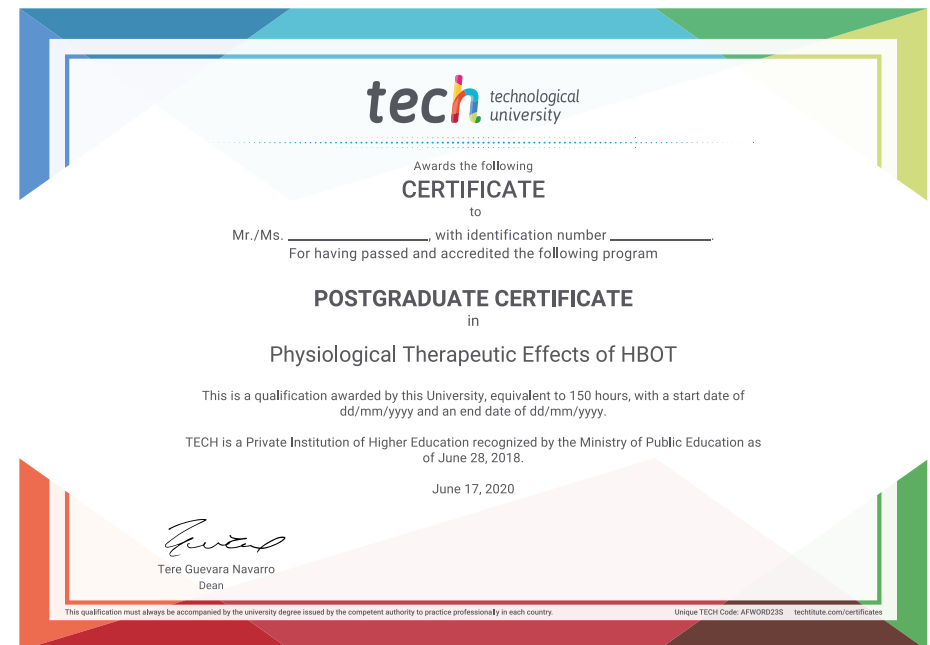 tech technological
university
Awards the following
CERTIFICATE
to
Mr./Ms. ____________________, with identification number ______________.
For having passed and accredited the following program
POSTGRADUATE CERTIFICATE
in
Physiological Therapeutic Effects of HBOT
This is a qualification awarded by this University, equivalent to 150 hours, with a start date of
dd/mm/yyyy and an end date of dd/mm/yyyy.
TECH is a Private Institution of Higher Education recognized by the Ministry of Public Education as
of June 28, 2018.
June 17, 2020
Tere Guevara Navarro
Dean
This qualification must always be accompanied by the university degree issued by the competent authority to practice professionally in each country. Unique TECH Code: AFWORD23S techtitute.com/certificates